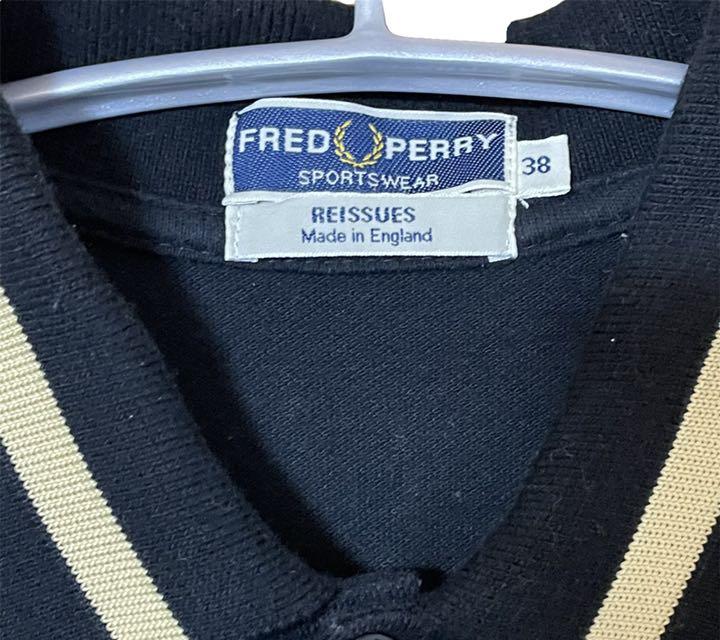 FRED PERRY
SPORTSWEAR
38
REISSUES
Made in England